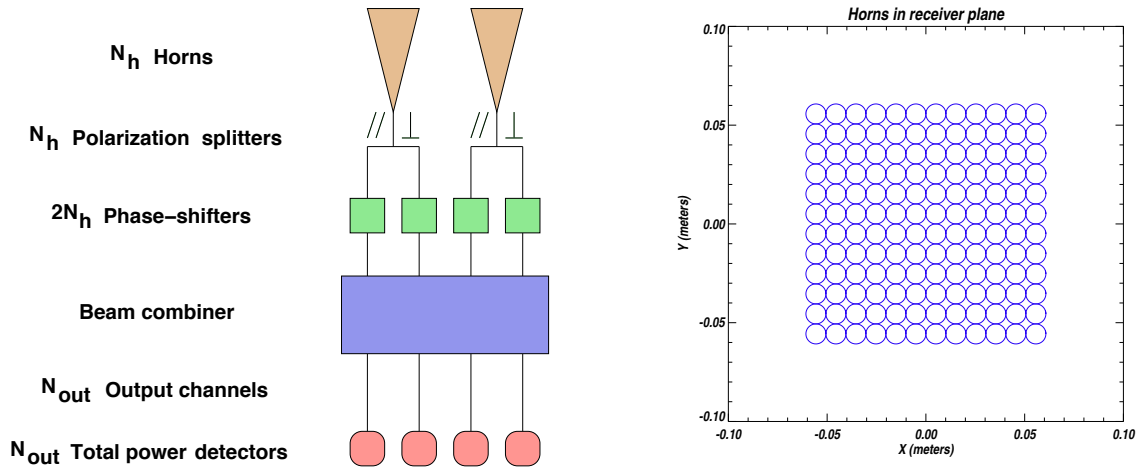 N_h Horns
// ⊥ // ⊥
N_h Polarization splitters
2N_h Phase–shifters
Beam combiner
N_out Output channels
N_out Total power detectors
Horns in receiver plane
0.10
0.05
0.00
-0.05
-0.10
Y (meters)
-0.10 -0.05 0.00 0.05 0.10
X (meters)